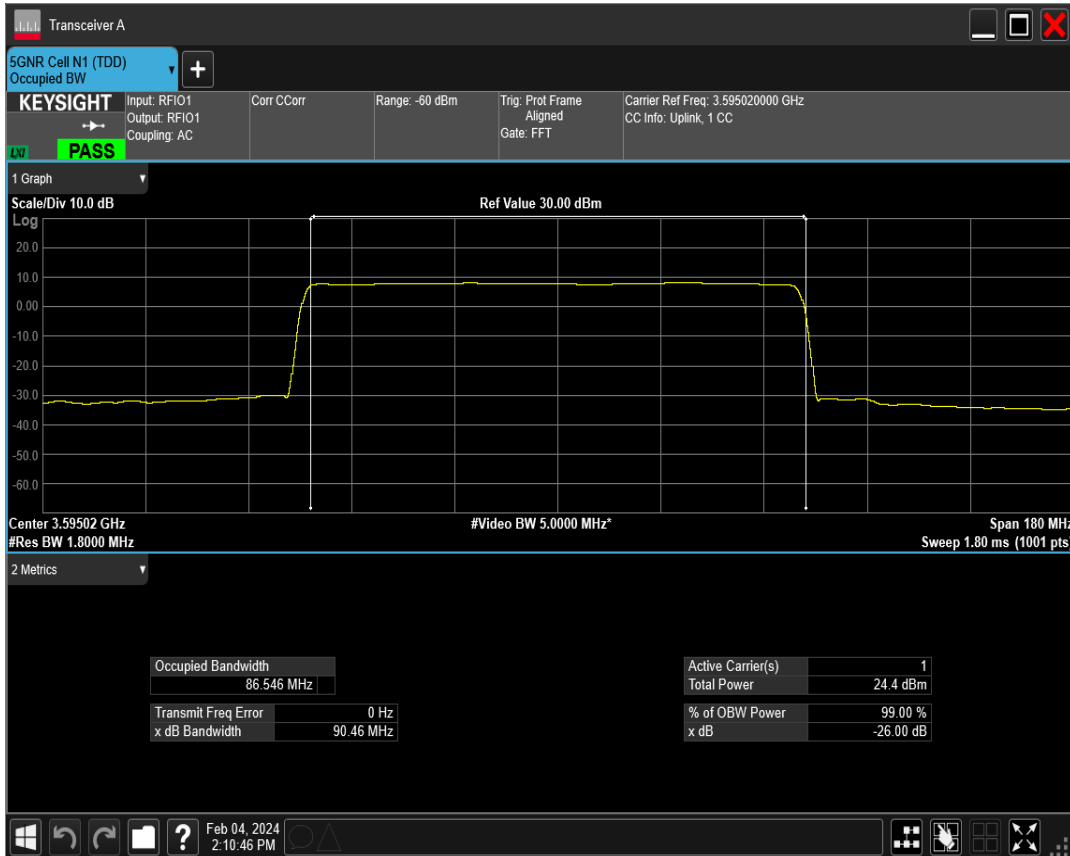 Transceiver A
5GNR Cell N1 (TDD)
Occupied BW
+
KEYSIGHT
LXI
PASS
Input: RFIO1
Output: RFIO1
Coupling: AC
Corr CCorr
Range: -60 dBm
Trig: Prot Frame
Aligned
Gate: FFT
Carrier Ref Freq: 3.595020000 GHz
CC Info: Uplink, 1 CC
1 Graph
Scale/Div 10.0 dB
Ref Value 30.00 dBm
Log
20.0
10.0
0.00
-10.0
-20.0
-30.0
-40.0
-50.0
-60.0
Center 3.59502 GHz
#Video BW 5.0000 MHz*
Span 180 MHz
#Res BW 1.8000 MHz
Sweep 1.80 ms (1001 pts)
2 Metrics
Occupied Bandwidth
86.546 MHz
Transmit Freq Error 0 Hz
x dB Bandwidth 90.46 MHz
Active Carrier(s) 1
Total Power 24.4 dBm
% of OBW Power 99.00 %
x dB -26.00 dB
?
Feb 04, 2024
2:10:46 PM